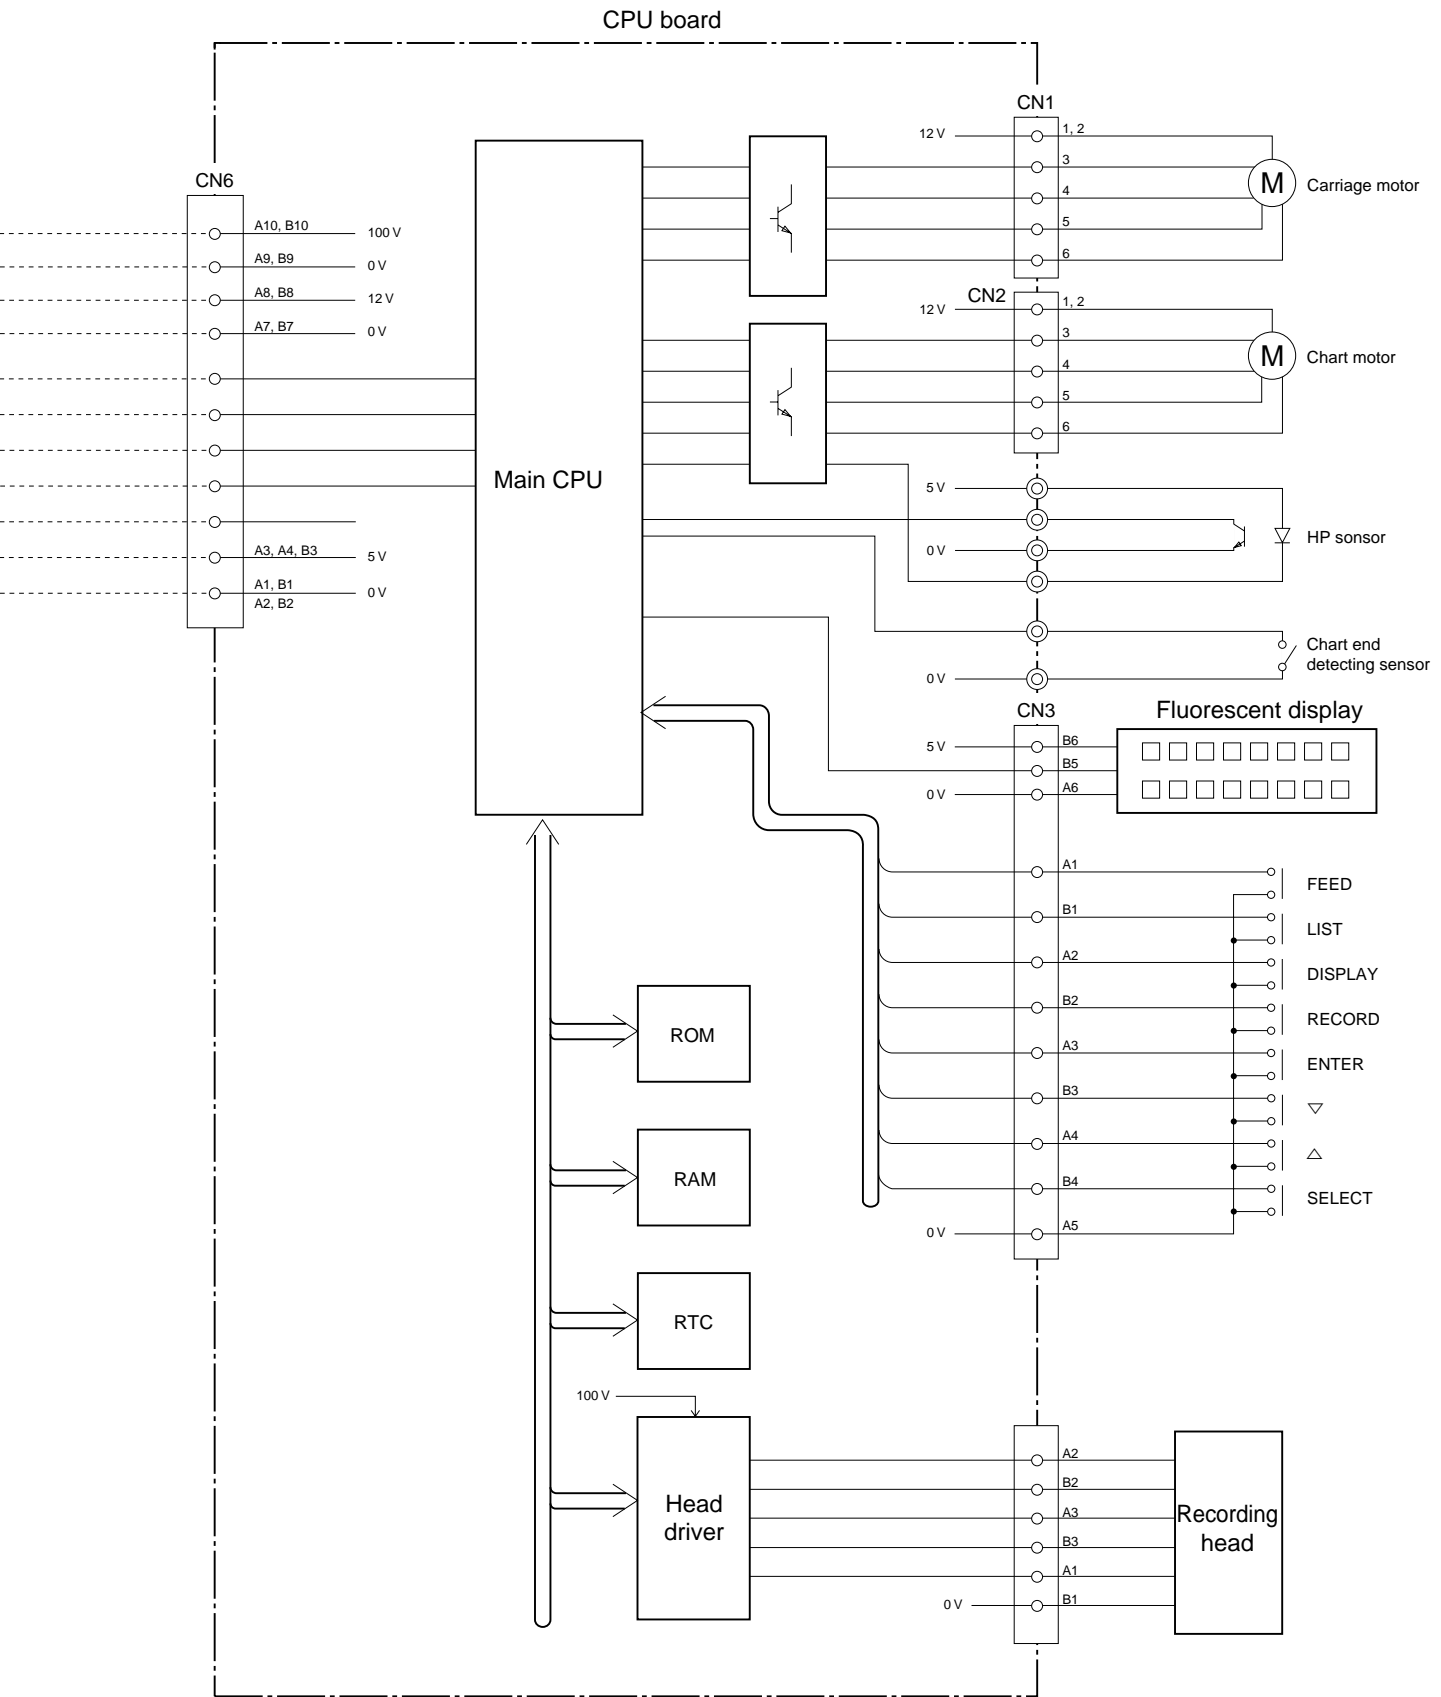 CPU board
CN6
A10, B10
100 V
A9, B9
0 V
A8, B8
12 V
A7, B7
0 V
A3, A4, B3
5 V
A1, B1
0 V
A2, B2
Main CPU
CN1
12 V
1, 2
3
4
5
6
M
Carriage motor
CN2
12 V
1, 2
3
4
5
6
M
Chart motor
5 V
0 V
HP sonsor
Chart end
detecting sensor
0 V
CN3
Fluorescent display
5 V
B6
B5
0 V
A6
A1
FEED
B1
LIST
A2
DISPLAY
B2
RECORD
A3
ENTER
B3
▽
A4
△
B4
SELECT
0 V
A5
ROM
RAM
RTC
100 V
Head
driver
A2
B2
A3
B3
A1
0 V
B1
Recording
head